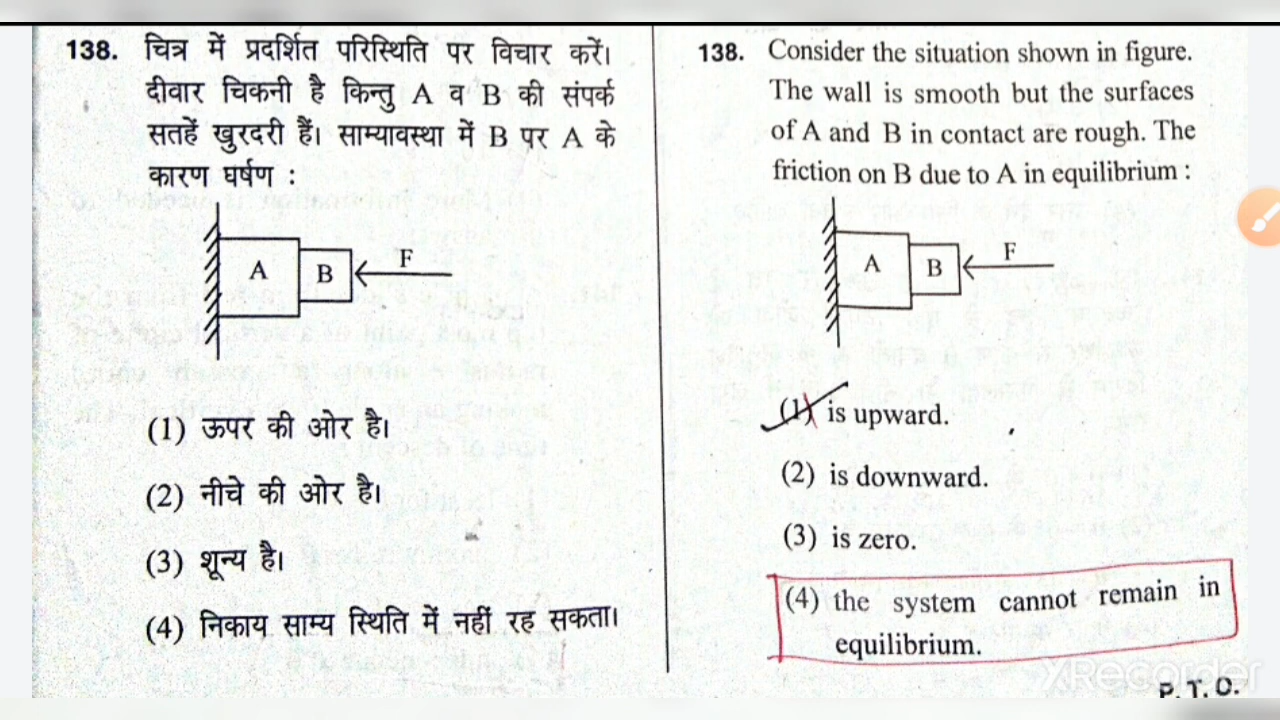 138. चित्र में प्रदर्शित परिस्थिति पर विचार करें।
दीवार चिकनी है किन्तु A व B की संपर्क
सतहें खुरदरी हैं। साम्यावस्था में B पर A के
कारण घर्षण :
A
B
F
(1) ऊपर की ओर है।
(2) नीचे की ओर है।
(3) शून्य है।
(4) निकाय साम्य स्थिति में नहीं रह सकता।
138. Consider the situation shown in figure.
The wall is smooth but the surfaces
of A and B in contact are rough. The
friction on B due to A in equilibrium :
A
B
F
(1) is upward.
(2) is downward.
(3) is zero.
(4) the system cannot remain in
equilibrium.
XRecorder
P. T. O.